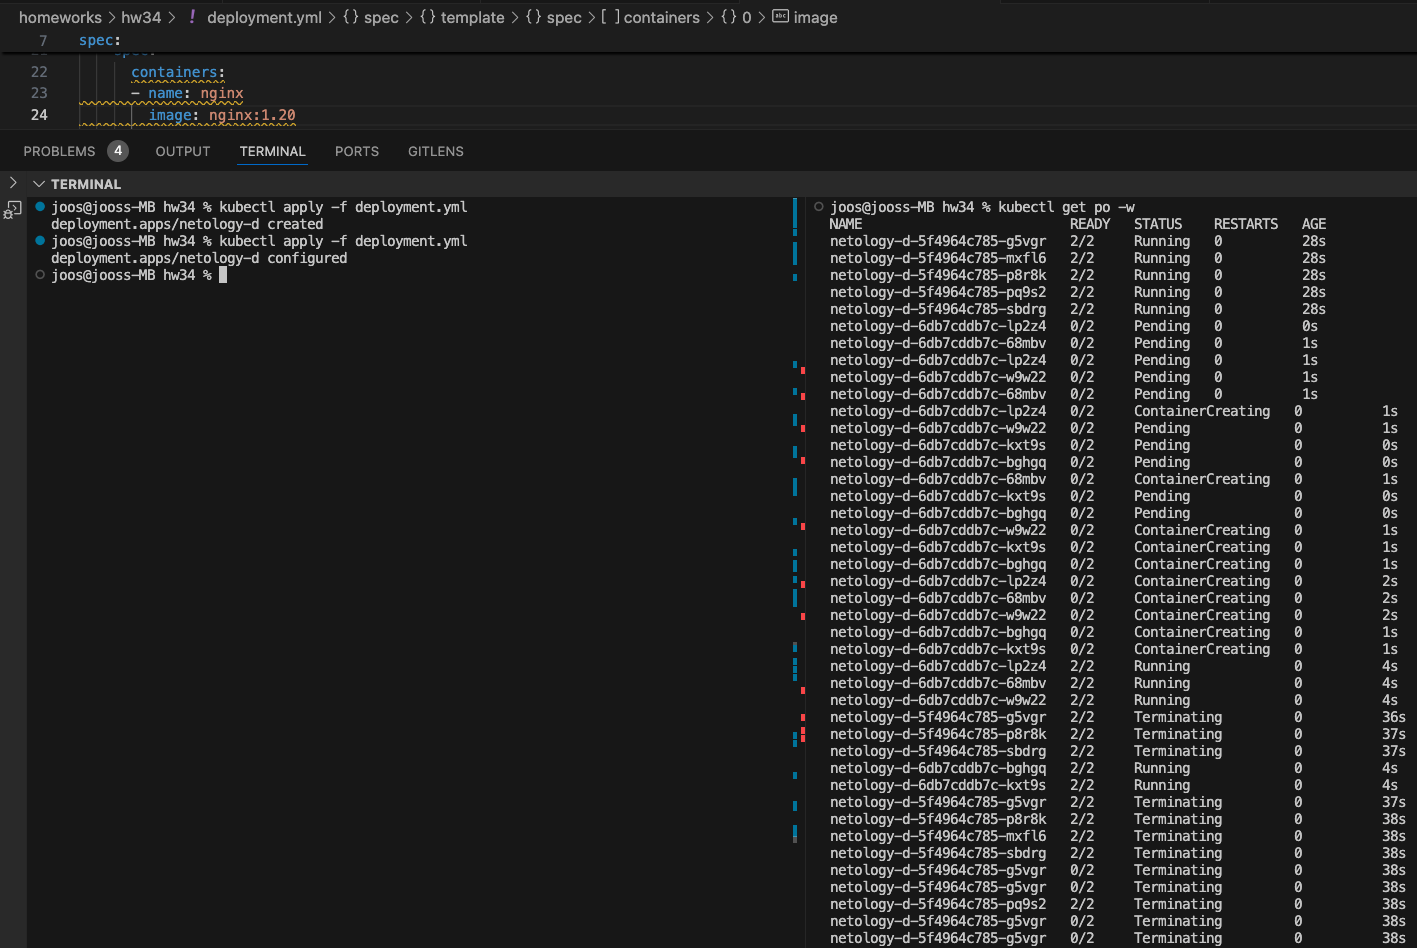 homeworks > hw34 > ! deployment.yml > {} spec > {} template > {} spec > [ ] containers > {} 0 > abc image
7 spec:
22 containers:
23 - name: nginx
24 image: nginx:1.20
PROBLEMS 4 OUTPUT TERMINAL PORTS GITLENS
TERMINAL
joos@jooss-MB hw34 % kubectl apply -f deployment.yml
deployment.apps/netology-d created
joos@jooss-MB hw34 % kubectl apply -f deployment.yml
deployment.apps/netology-d configured
joos@jooss-MB hw34 %
joos@jooss-MB hw34 % kubectl get po -w
NAME READY STATUS RESTARTS AGE
netology-d-5f4964c785-g5vgr 2/2 Running 0 28s
netology-d-5f4964c785-mxfl6 2/2 Running 0 28s
netology-d-5f4964c785-p8r8k 2/2 Running 0 28s
netology-d-5f4964c785-pq9s2 2/2 Running 0 28s
netology-d-5f4964c785-sbdrg 2/2 Running 0 28s
netology-d-6db7cddb7c-lp2z4 0/2 Pending 0 0s
netology-d-6db7cddb7c-68mbv 0/2 Pending 0 1s
netology-d-6db7cddb7c-lp2z4 0/2 Pending 0 1s
netology-d-6db7cddb7c-w9w22 0/2 Pending 0 1s
netology-d-6db7cddb7c-68mbv 0/2 Pending 0 1s
netology-d-6db7cddb7c-lp2z4 0/2 ContainerCreating 0 1s
netology-d-6db7cddb7c-w9w22 0/2 Pending 0 1s
netology-d-6db7cddb7c-kxt9s 0/2 Pending 0 0s
netology-d-6db7cddb7c-bghgq 0/2 Pending 0 0s
netology-d-6db7cddb7c-68mbv 0/2 ContainerCreating 0 1s
netology-d-6db7cddb7c-kxt9s 0/2 Pending 0 0s
netology-d-6db7cddb7c-bghgq 0/2 Pending 0 0s
netology-d-6db7cddb7c-w9w22 0/2 ContainerCreating 0 1s
netology-d-6db7cddb7c-kxt9s 0/2 ContainerCreating 0 1s
netology-d-6db7cddb7c-bghgq 0/2 ContainerCreating 0 1s
netology-d-6db7cddb7c-lp2z4 0/2 ContainerCreating 0 2s
netology-d-6db7cddb7c-68mbv 0/2 ContainerCreating 0 2s
netology-d-6db7cddb7c-w9w22 0/2 ContainerCreating 0 2s
netology-d-6db7cddb7c-bghgq 0/2 ContainerCreating 0 1s
netology-d-6db7cddb7c-kxt9s 0/2 ContainerCreating 0 1s
netology-d-6db7cddb7c-lp2z4 2/2 Running 0 4s
netology-d-6db7cddb7c-68mbv 2/2 Running 0 4s
netology-d-6db7cddb7c-w9w22 2/2 Running 0 4s
netology-d-5f4964c785-g5vgr 2/2 Terminating 0 36s
netology-d-5f4964c785-p8r8k 2/2 Terminating 0 37s
netology-d-5f4964c785-sbdrg 2/2 Terminating 0 37s
netology-d-6db7cddb7c-bghgq 2/2 Running 0 4s
netology-d-6db7cddb7c-kxt9s 2/2 Running 0 4s
netology-d-5f4964c785-g5vgr 2/2 Terminating 0 37s
netology-d-5f4964c785-p8r8k 2/2 Terminating 0 38s
netology-d-5f4964c785-mxfl6 2/2 Terminating 0 38s
netology-d-5f4964c785-sbdrg 2/2 Terminating 0 38s
netology-d-5f4964c785-g5vgr 0/2 Terminating 0 38s
netology-d-5f4964c785-g5vgr 0/2 Terminating 0 38s
netology-d-5f4964c785-pq9s2 2/2 Terminating 0 38s
netology-d-5f4964c785-g5vgr 0/2 Terminating 0 38s
netology-d-5f4964c785-g5vgr 0/2 Terminating 0 38s